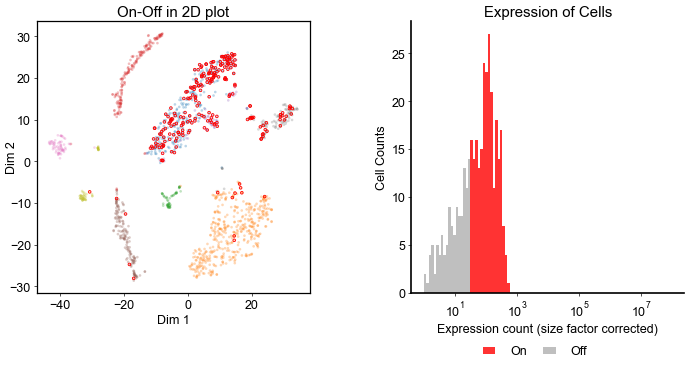 On-Off in 2D plot
Dim 2
30
20
10
0
−10
−20
−30
−40
−20
0
20
Dim 1
Expression of Cells
Cell Counts
25
20
15
10
5
0
10^1
10^3
10^5
10^7
Expression count (size factor corrected)
On
Off